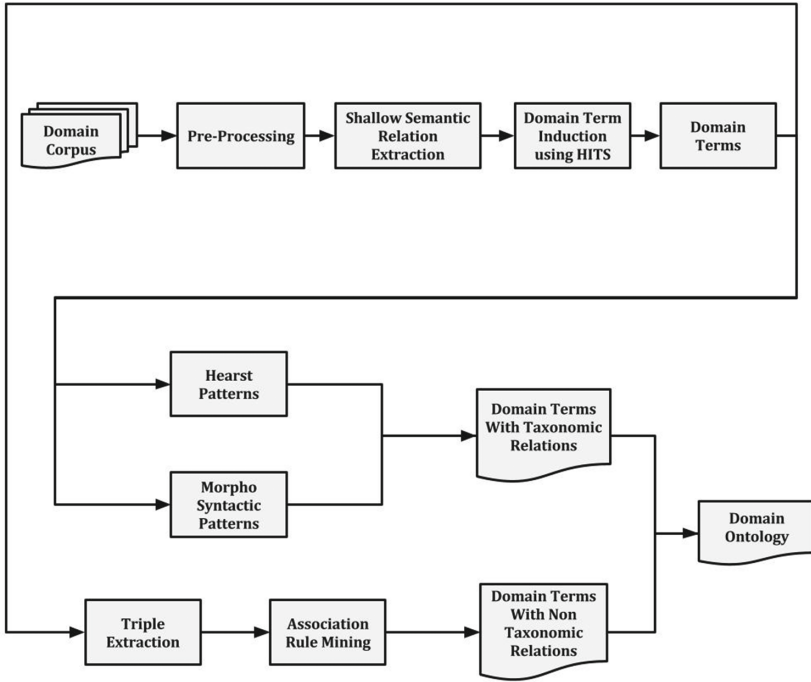 Domain
Corpus
Pre-Processing
Shallow Semantic
Relation
Extraction
Domain Term
Induction
using HITS
Domain
Terms
Hearst
Patterns
Morpho
Syntactic
Patterns
Domain Terms
With Taxonomic
Relations
Domain
Ontology
Triple
Extraction
Association
Rule Mining
Domain Terms
With Non
Taxonomic
Relations